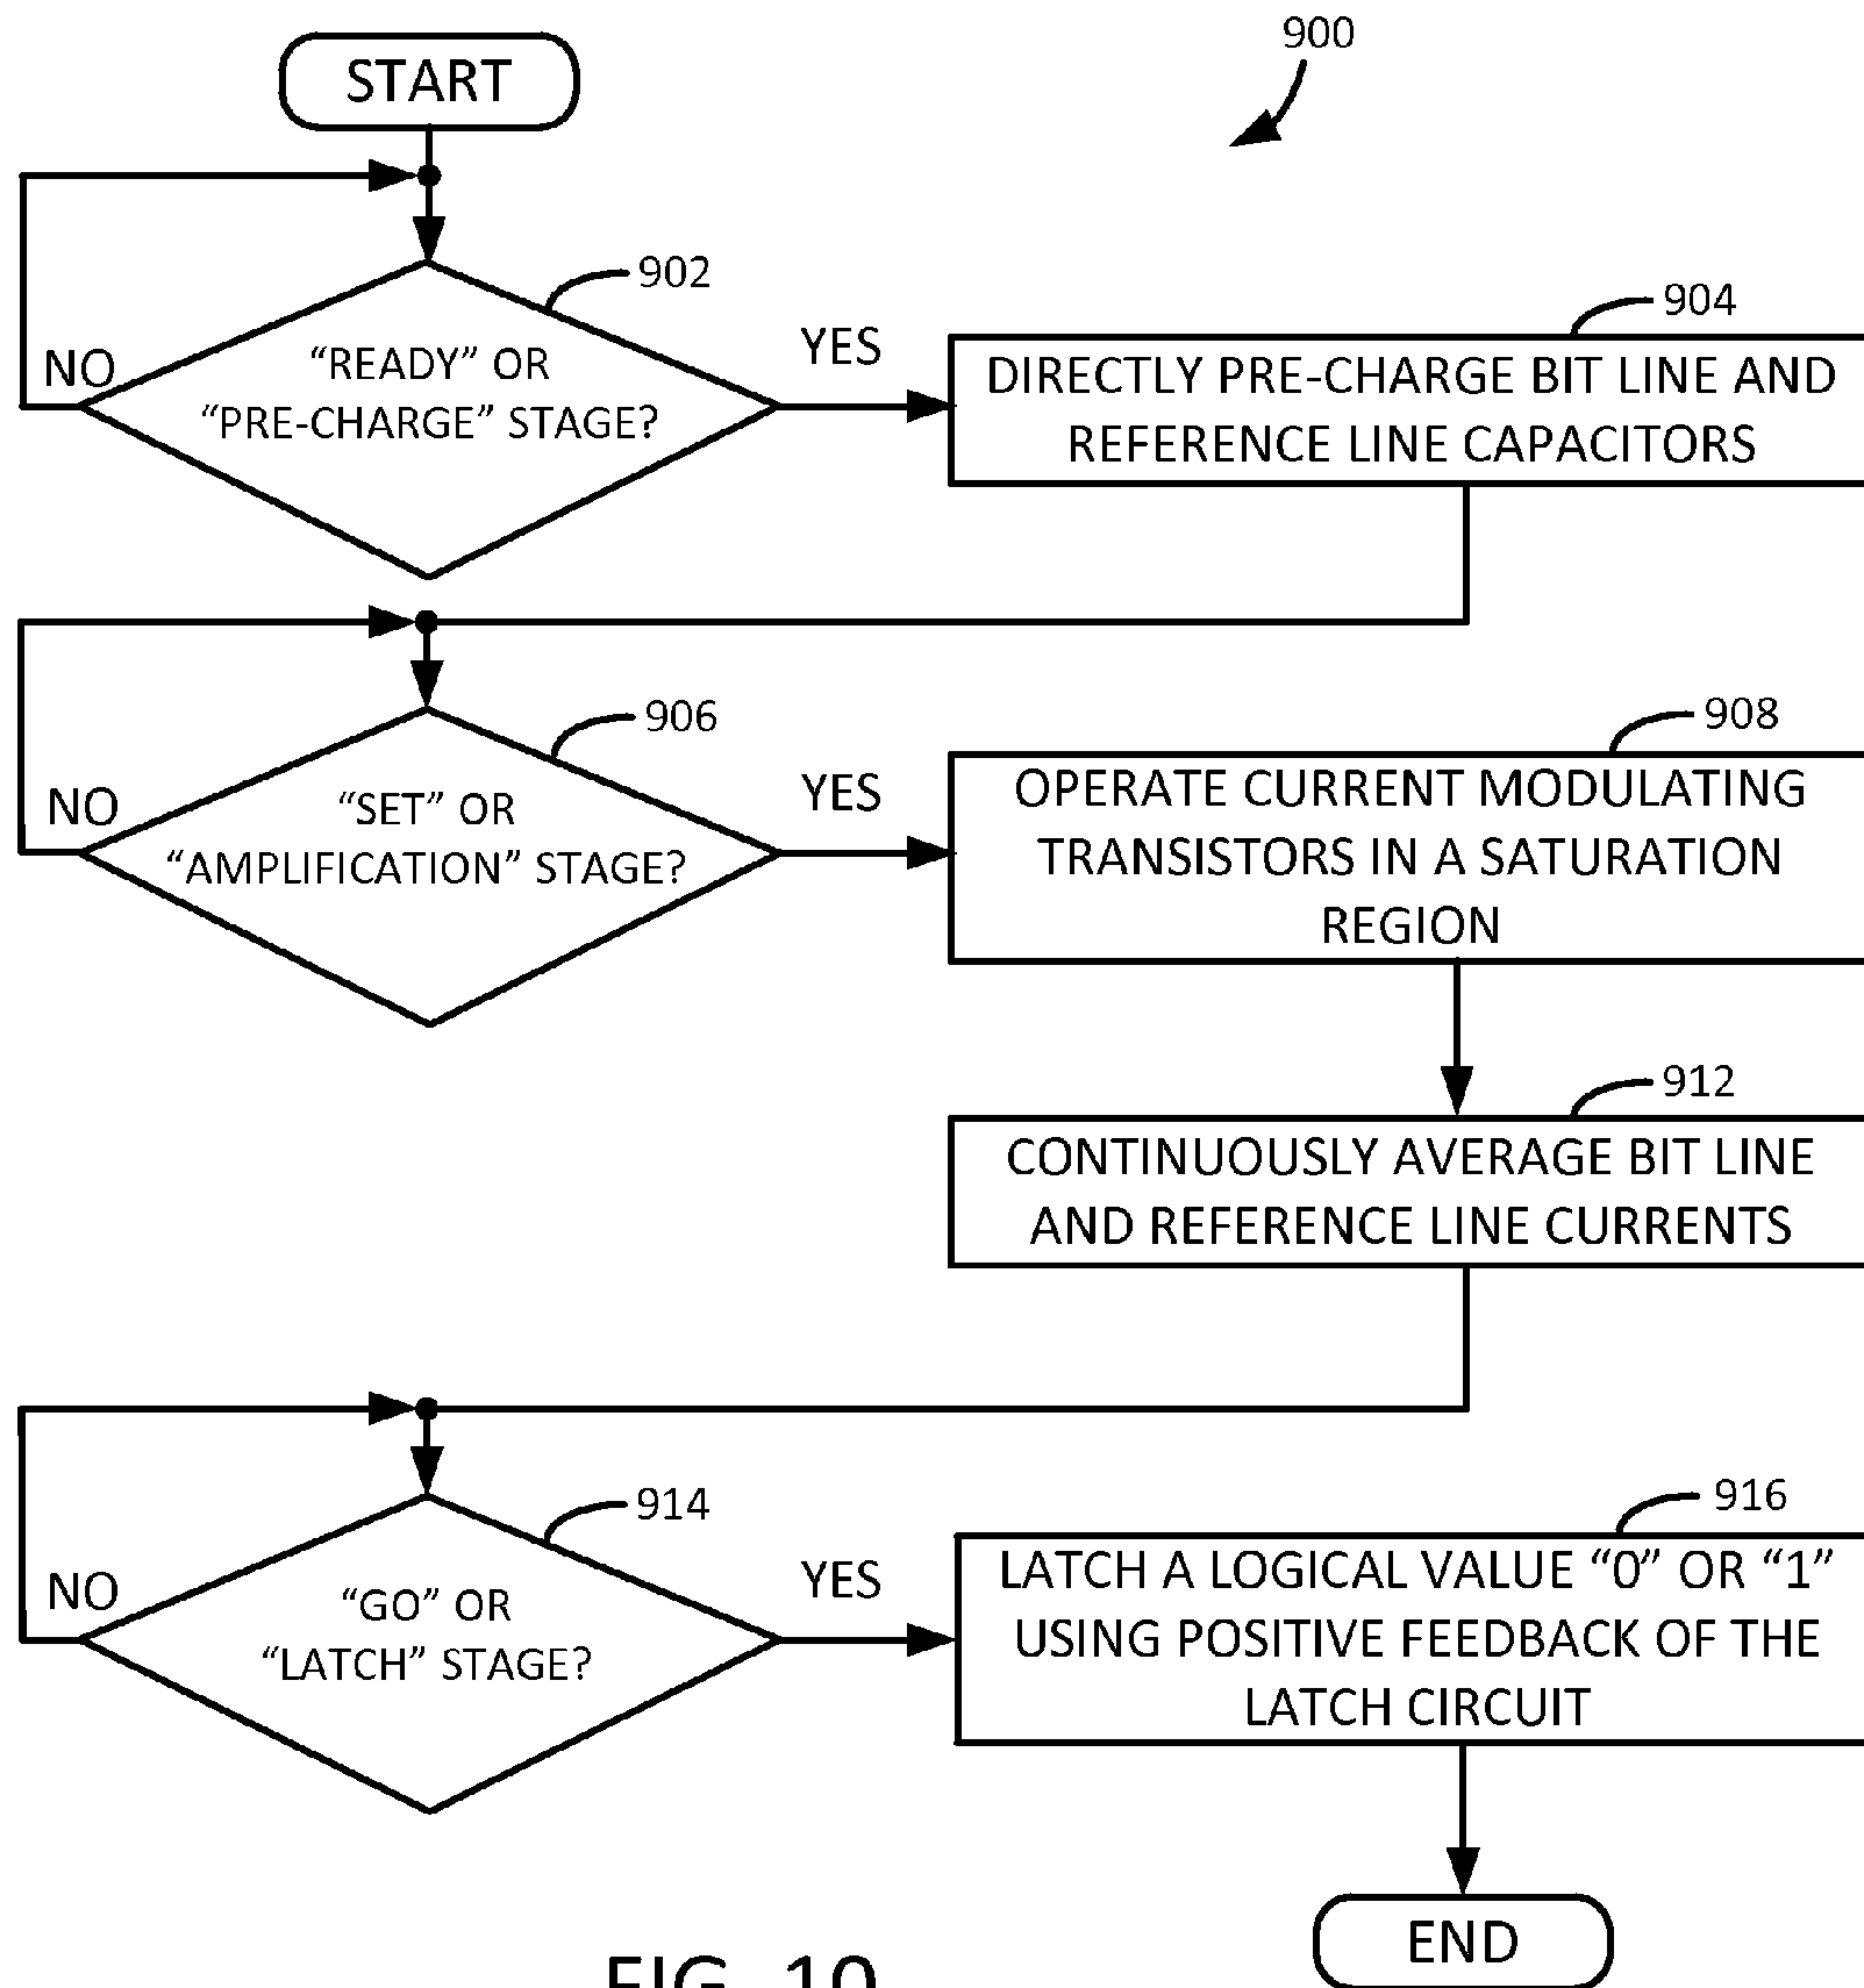 900
START
902
"READY" OR
"PRE-CHARGE" STAGE?
NO
YES
904
DIRECTLY PRE-CHARGE BIT LINE AND
REFERENCE LINE CAPACITORS
906
"SET" OR
"AMPLIFICATION" STAGE?
NO
YES
908
OPERATE CURRENT MODULATING
TRANSISTORS IN A SATURATION
REGION
912
CONTINUOUSLY AVERAGE BIT LINE
AND REFERENCE LINE CURRENTS
914
"GO" OR
"LATCH" STAGE?
NO
YES
916
LATCH A LOGICAL VALUE "0" OR "1"
USING POSITIVE FEEDBACK OF THE
LATCH CIRCUIT
END
FIG. 10